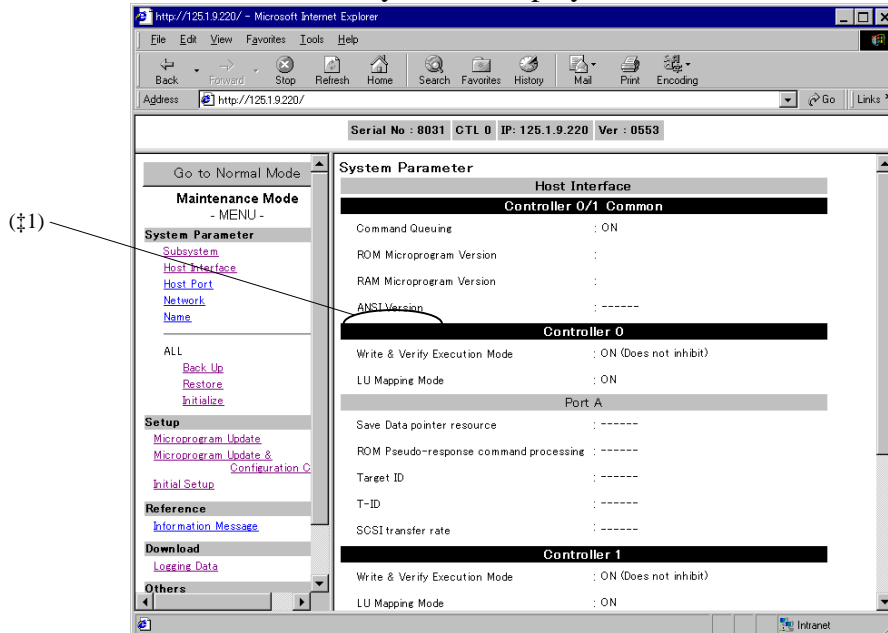 http://125.1.9.220/ - Microsoft Internet Explorer
File Edit View Favorites Tools Help
Back Forward Stop Refresh Home Search Favorites History Mail Print Encoding
Address http://125.1.9.220/ Go Links
Serial No : 8031 CTL 0 IP: 125.1.9.220 Ver : 0553
Go to Normal Mode
Maintenance Mode
- MENU -
System Parameter
Subsystem
Host Interface
Host Port
Network
Name
ALL
Back Up
Restore
Initialize
Setup
Microprogram Update
Microprogram Update &
Configuration C
Initial Setup
Reference
Information Message
Download
Logging Data
Others
System Parameter
Host Interface
Controller 0/1 Common
Command Queuing : ON
ROM Microprogram Version :
RAM Microprogram Version :
ANSI Version : ------
Controller 0
Write & Verify Execution Mode : ON (Does not inhibit)
LU Mapping Mode : ON
Port A
Save Data pointer resource : ------
ROM Pseudo-response command processing : ------
Target ID : ------
T-ID : ------
SCSI transfer rate : ------
Controller 1
Write & Verify Execution Mode : ON (Does not inhibit)
LU Mapping Mode : ON
Intranet
(‡1)